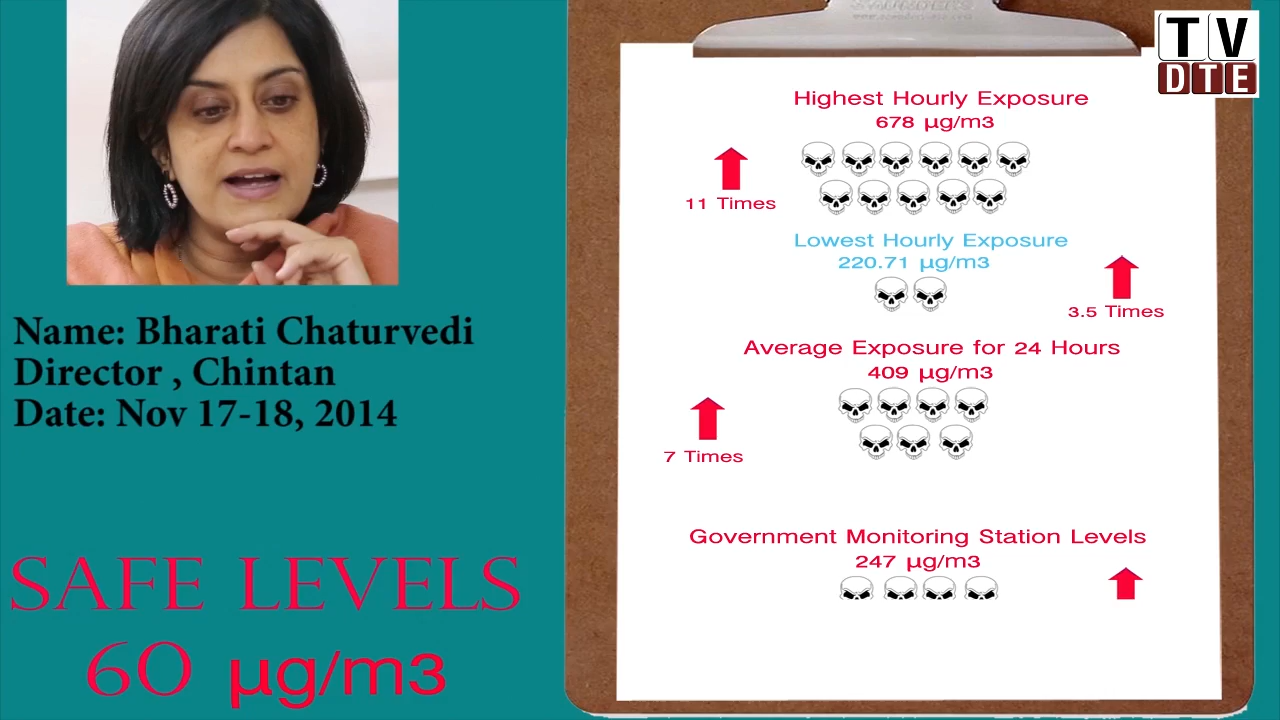 Name: Bharati Chaturvedi
Director , Chintan
Date: Nov 17-18, 2014
SAFE LEVELS
60 µg/m3
TV
DTE
Highest Hourly Exposure
678 µg/m3
11 Times
Lowest Hourly Exposure
220.71 µg/m3
3.5 Times
Average Exposure for 24 Hours
409 µg/m3
7 Times
Government Monitoring Station Levels
247 µg/m3